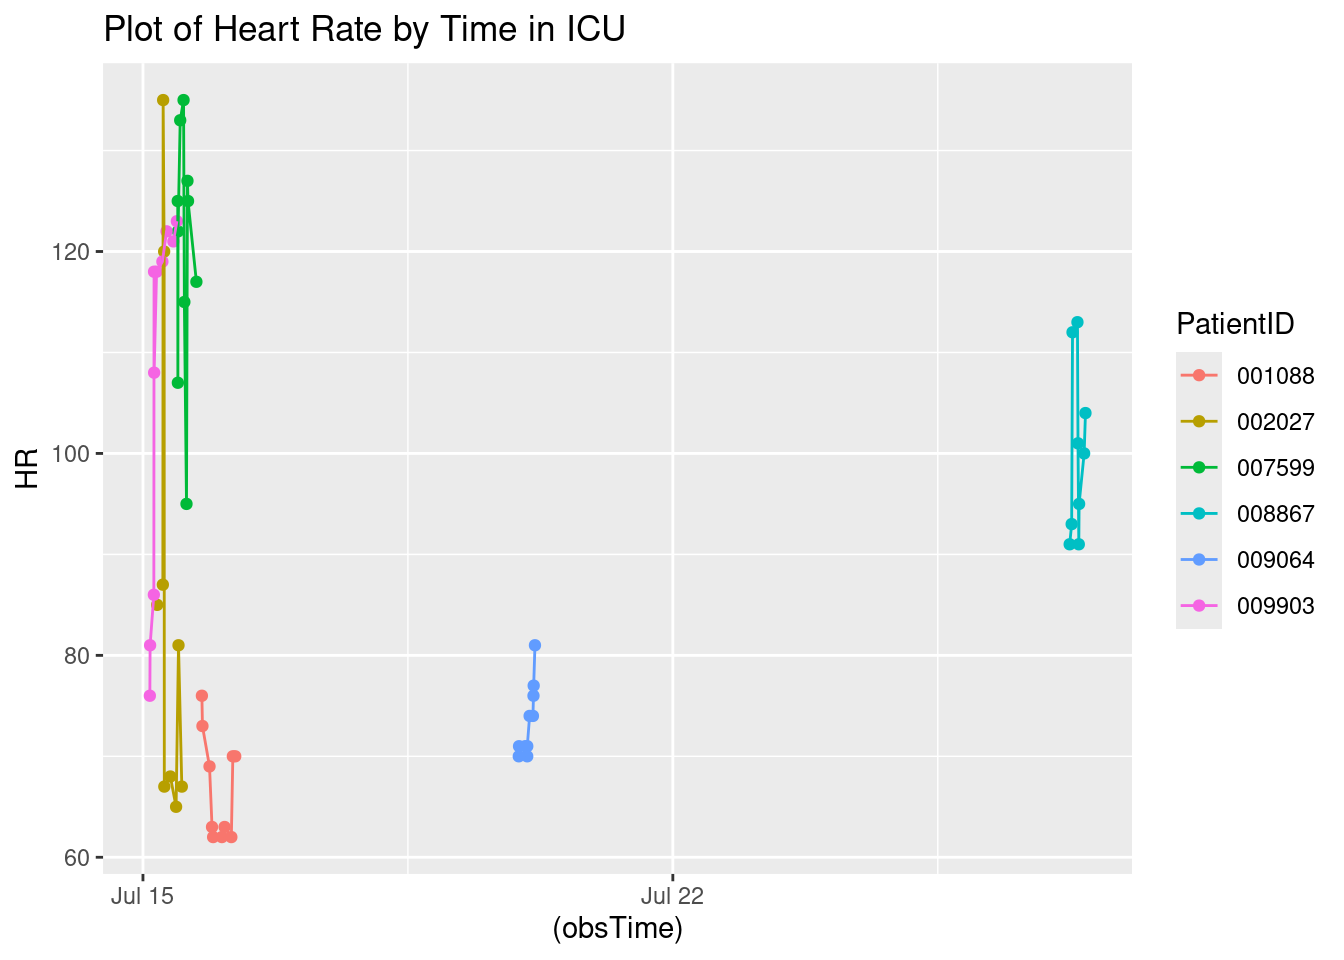 Plot of Heart Rate by Time in ICU
HR
120
100
80
60
Jul 15
Jul 22
(obsTime)
PatientID
001088
002027
007599
008867
009064
009903